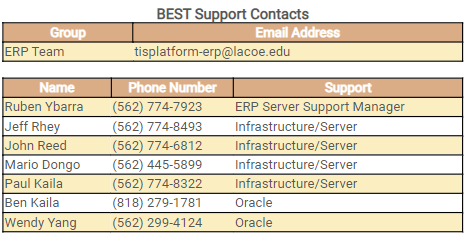 BEST Support Contacts
Group Email Address
ERP Team tisplatform-erp@lacoe.edu
Name Phone Number Support
Ruben Ybarra (562) 774-7923 ERP Server Support Manager
Jeff Rhey (562) 774-8493 Infrastructure/Server
John Reed (562) 774-6812 Infrastructure/Server
Mario Dongo (562) 445-5899 Infrastructure/Server
Paul Kaila (562) 774-8322 Infrastructure/Server
Ben Kaila (818) 279-1781 Oracle
Wendy Yang (562) 299-4124 Oracle